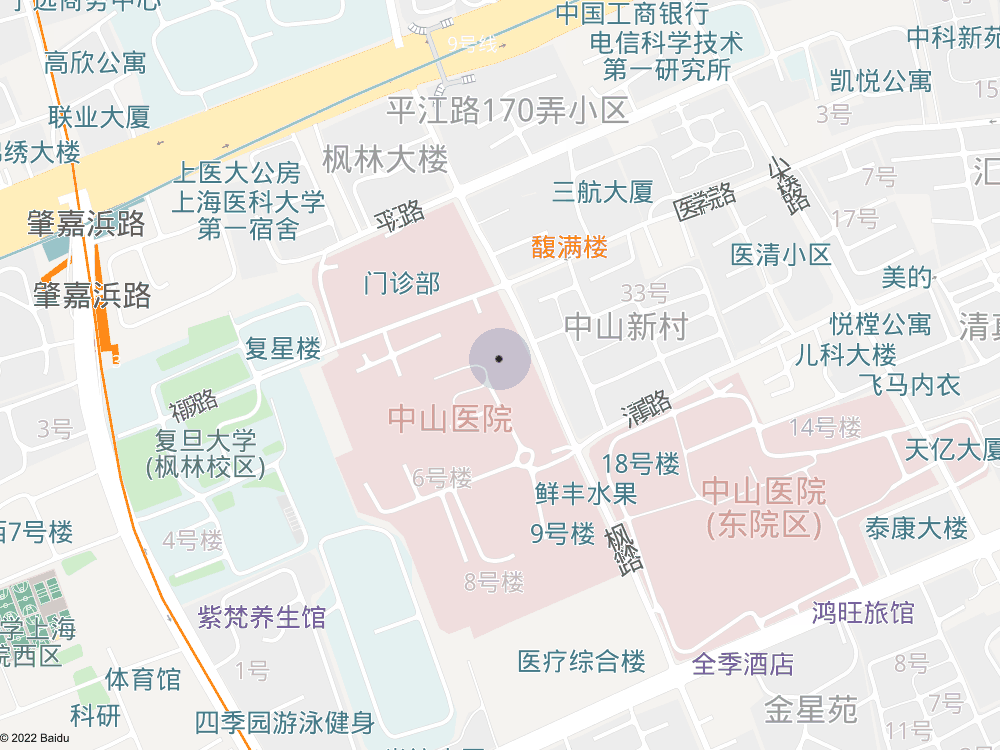 中国工商银行
9号线
电信科学技术
第一研究所
中科新苑
高欣公寓
凯悦公寓
平江路170弄小区
3号
联业大厦
枫林大楼
上医大公房
三航大厦
7号
上海医科大学
第一宿舍
小木桥路
医学院路
平江路
17号
肇嘉浜路
馥满楼
医清小区
门诊部
美的
肇嘉浜路
33号
中山新村
悦樘公寓
复星楼
儿科大楼
飞马内衣
清真路
中山医院
14号楼
3号
复旦大学
(枫林校区)
天亿大厦
18号楼
6号楼
鲜丰水果
中山医院
(东院区)
9号楼
泰康大楼
7号楼
4号楼
枫林路
8号楼
紫梵养生馆
鸿旺旅馆
学上海
院西区
医疗综合楼
全季酒店
8号
体育馆
1号
7号
金星苑
科研
四季园游泳健身
11号
© 2022 Baidu